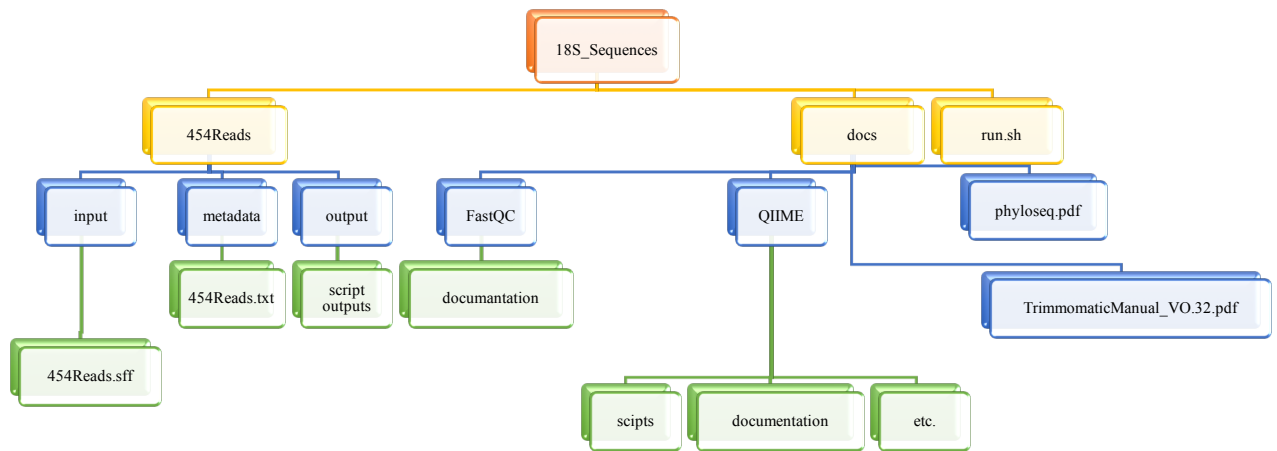 18S_Sequences
454Reads
docs
run.sh
input
metadata
output
FastQC
QIIME
phyloseq.pdf
454Reads.txt
script
outputs
documantation
TrimmomaticManual_VO.32.pdf
454Reads.sff
scipts
documentation
etc.